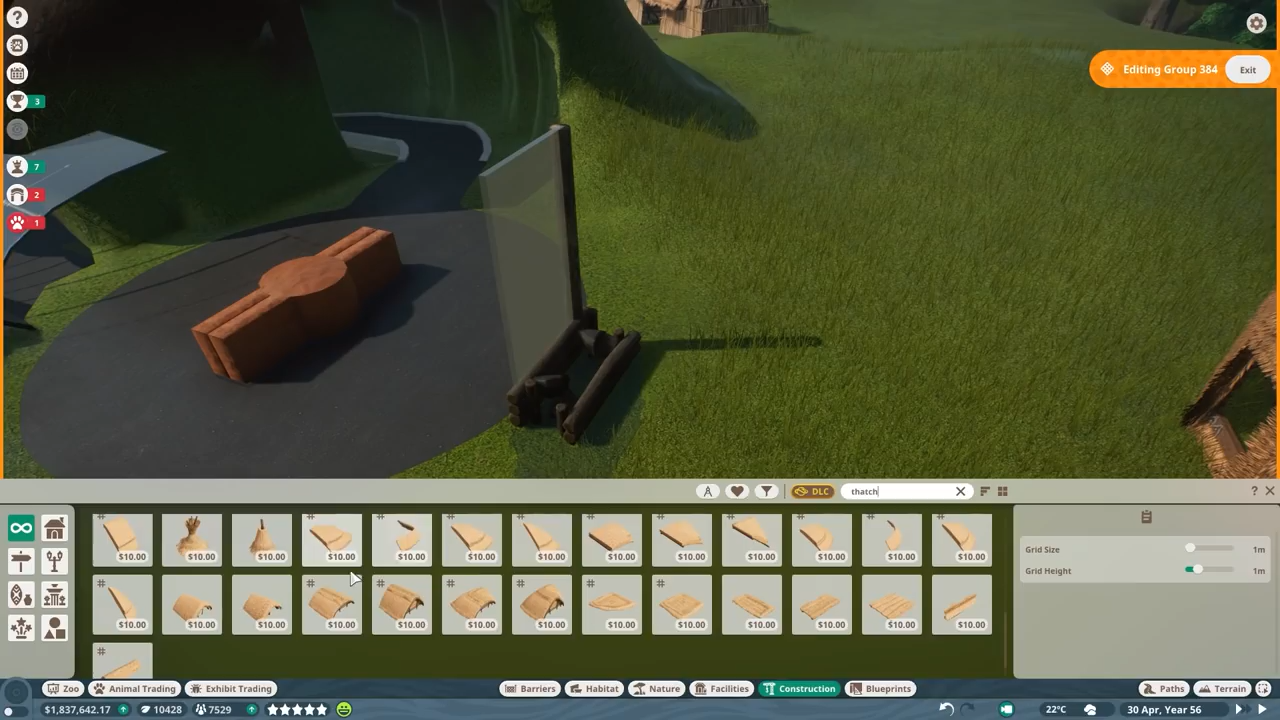 Editing Group 384 Exit
3
7
2
1
DLC thatch ?
$10.00 $10.00 $10.00 $10.00 $10.00 $10.00 $10.00 $10.00 $10.00 $10.00 $10.00 $10.00 $10.00
Grid Size 1m
Grid Height 1m
$10.00 $10.00 $10.00 $10.00 $10.00 $10.00 $10.00 $10.00 $10.00 $10.00 $10.00 $10.00 $10.00
Zoo Animal Trading Exhibit Trading Barriers Habitat Nature Facilities Construction Blueprints Paths Terrain
$1,837,642.17 10428 7529 22°C 30 Apr, Year 56